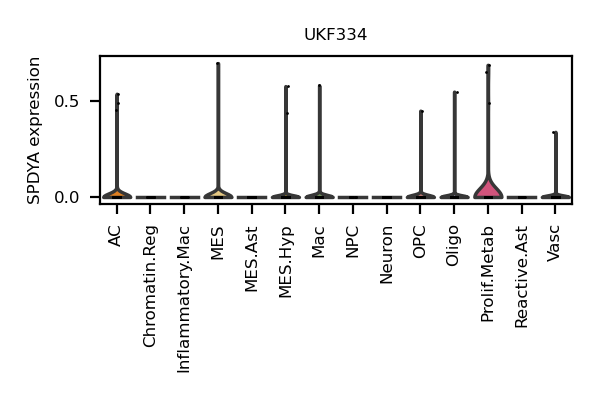 UKF334
SPDYA expression
0.5
0.0
AC
Chromatin.Reg
Inflammatory.Mac
MES
MES.Ast
MES.Hyp
Mac
NPC
Neuron
OPC
Oligo
Prolif.Metab
Reactive.Ast
Vasc